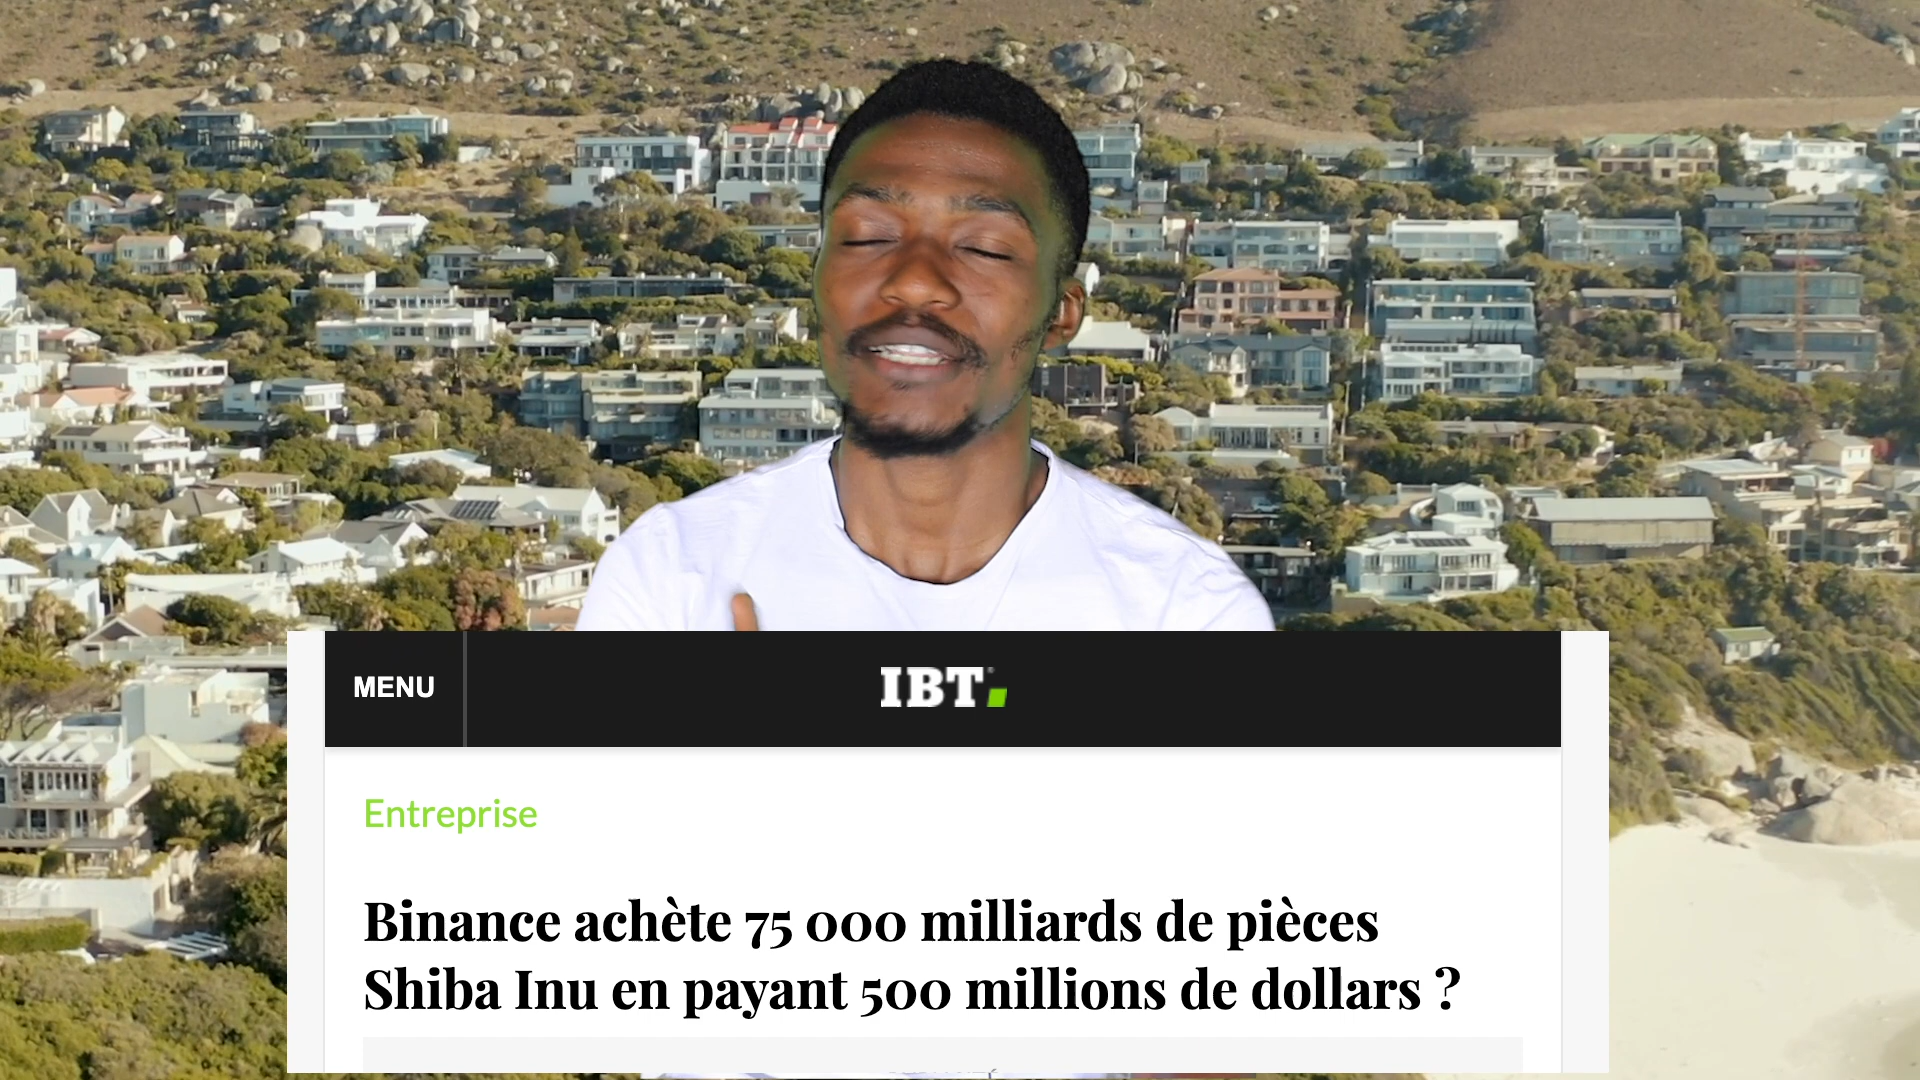 MENU
IBT
Entreprise
Binance achète 75 000 milliards de pièces
Shiba Inu en payant 500 millions de dollars ?